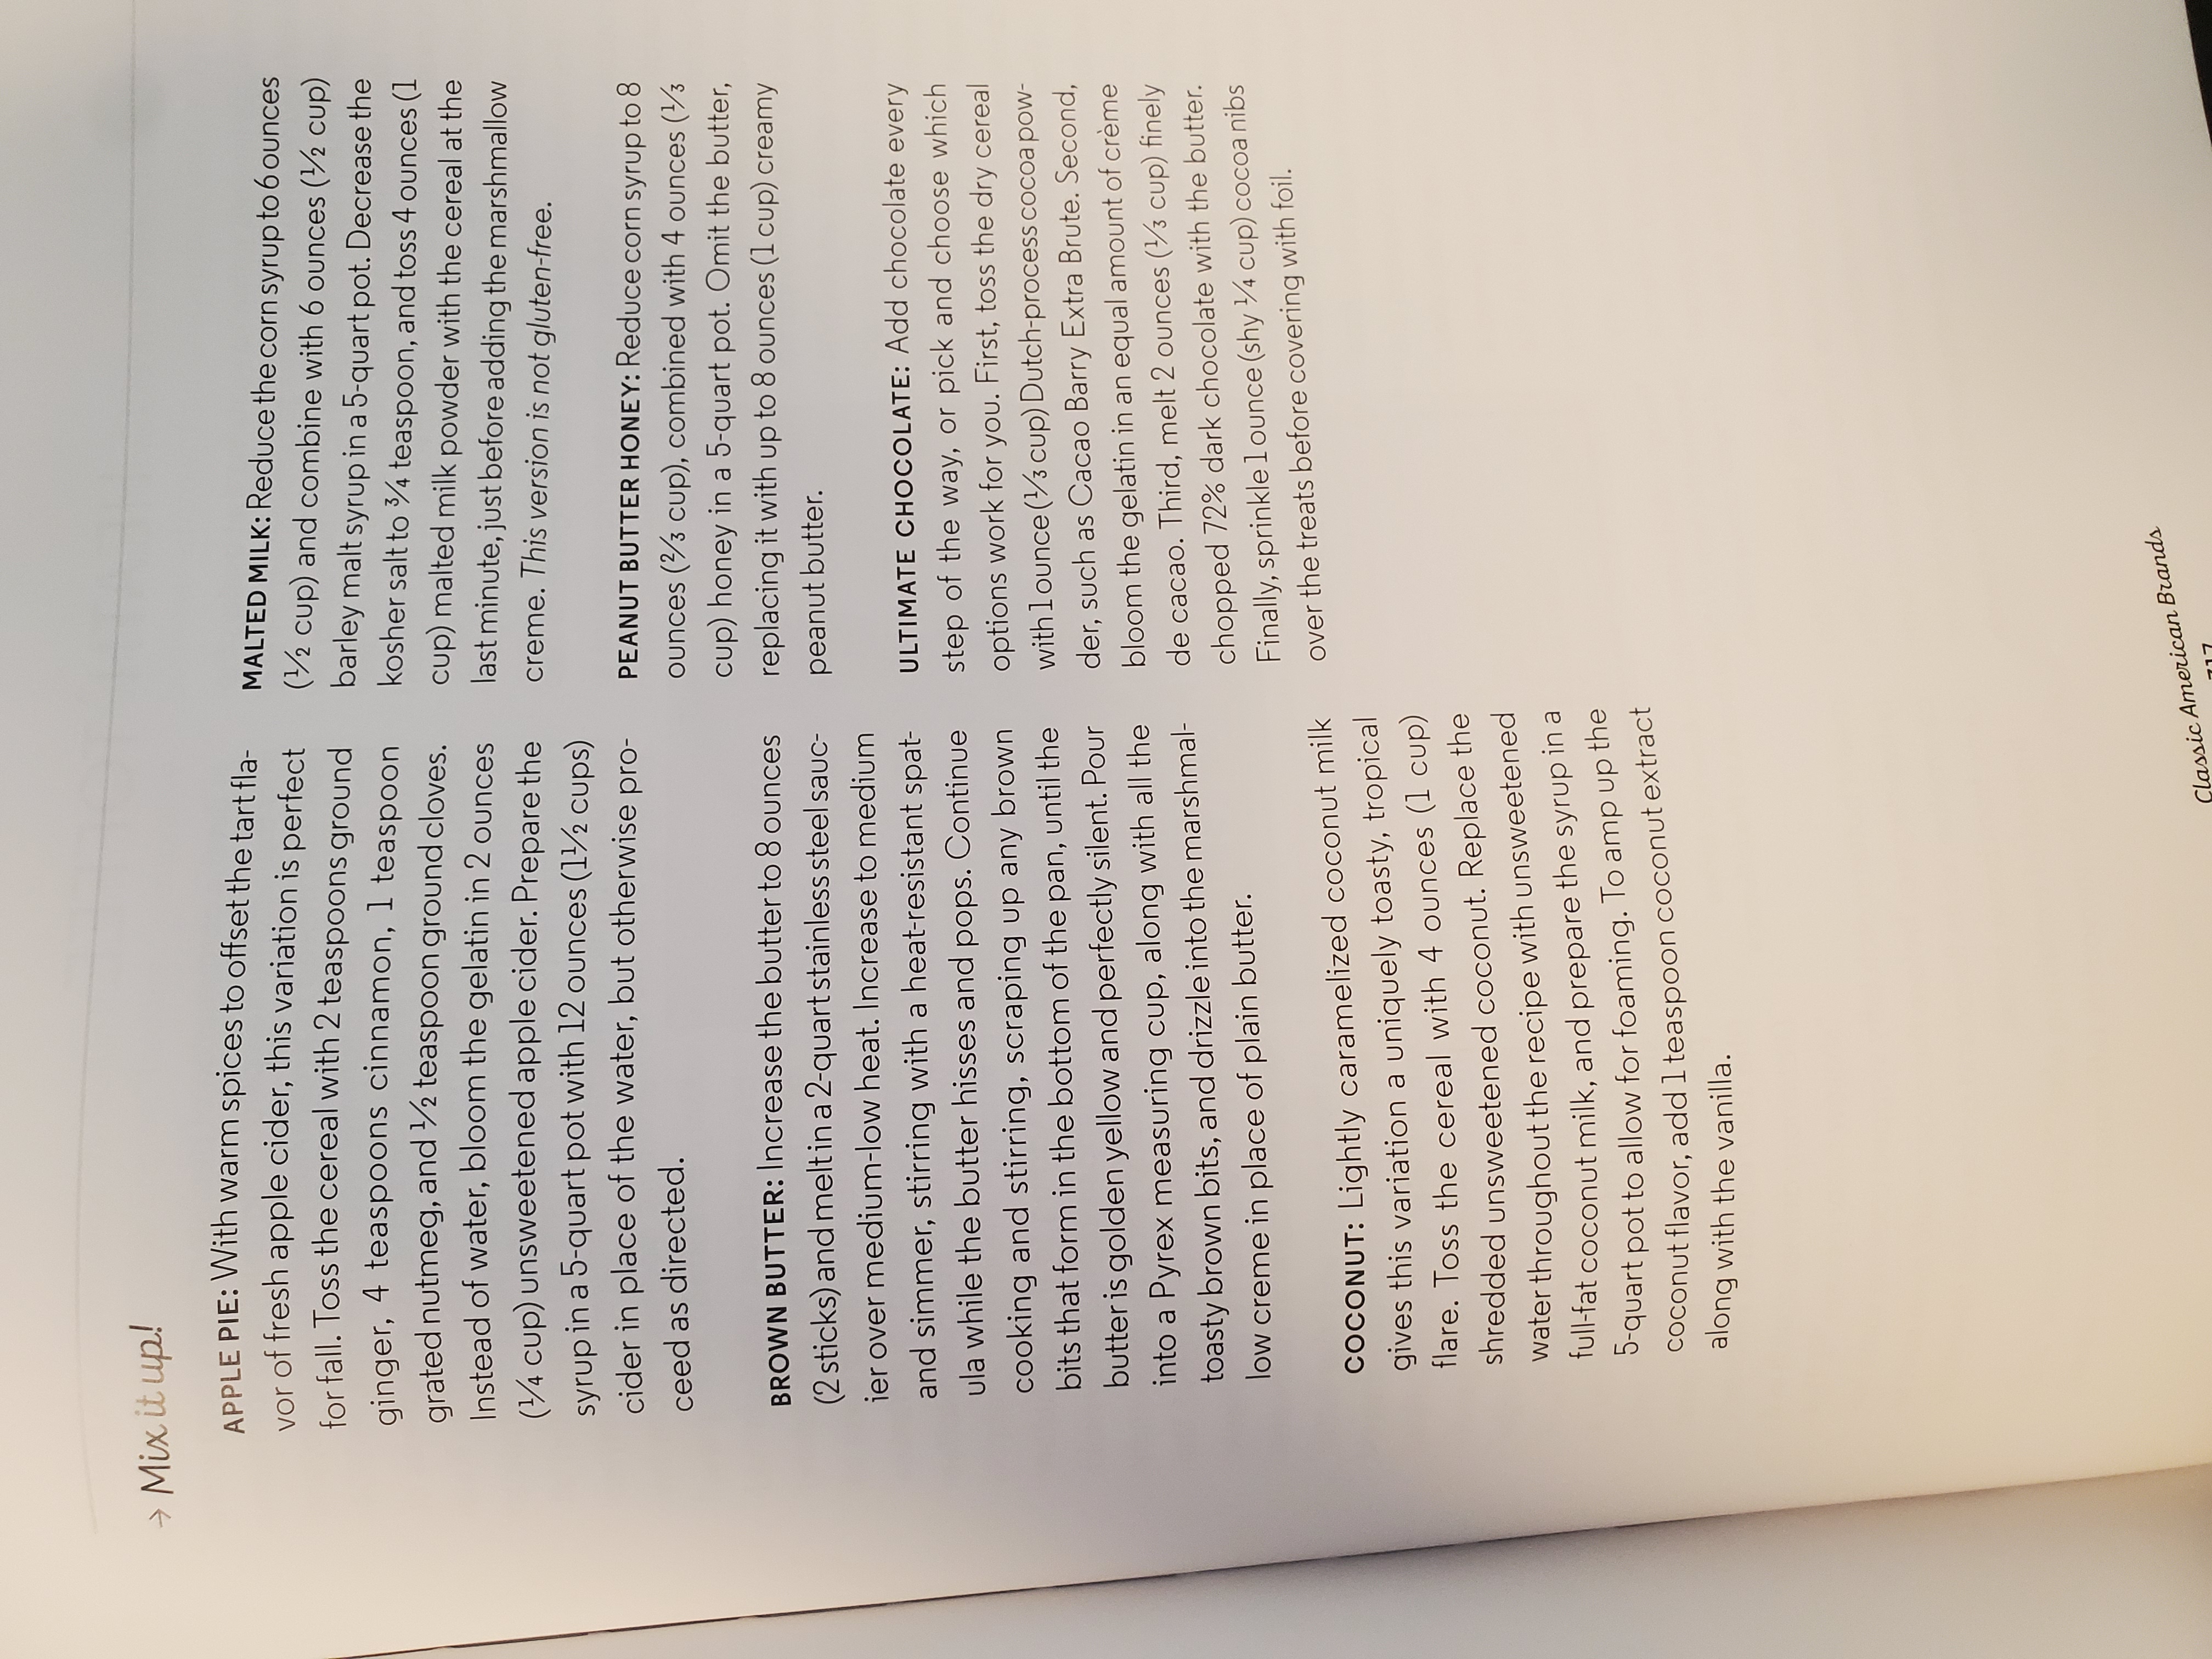 → Mix it up!
APPLE PIE: With warm spices to offset the tart fla-
vor of fresh apple cider, this variation is perfect
for fall. Toss the cereal with 2 teaspoons ground
ginger, 4 teaspoons cinnamon, 1 teaspoon
grated nutmeg, and ½ teaspoon ground cloves.
Instead of water, bloom the gelatin in 2 ounces
(¼ cup) unsweetened apple cider. Prepare the
syrup in a 5-quart pot with 12 ounces (1½ cups)
cider in place of the water, but otherwise pro-
ceed as directed.
BROWN BUTTER: Increase the butter to 8 ounces
(2 sticks) and melt in a 2-quart stainless steel sauc-
ier over medium-low heat. Increase to medium
and simmer, stirring with a heat-resistant spat-
ula while the butter hisses and pops. Continue
cooking and stirring, scraping up any brown
bits that form in the bottom of the pan, until the
butter is golden yellow and perfectly silent. Pour
into a Pyrex measuring cup, along with all the
toasty brown bits, and drizzle into the marshmal-
low creme in place of plain butter.
COCONUT: Lightly caramelized coconut milk
gives this variation a uniquely toasty, tropical
flare. Toss the cereal with 4 ounces (1 cup)
shredded unsweetened coconut. Replace the
water throughout the recipe with unsweetened
full-fat coconut milk, and prepare the syrup in a
5-quart pot to allow for foaming. To amp up the
coconut flavor, add 1 teaspoon coconut extract
along with the vanilla.
MALTED MILK: Reduce the corn syrup to 6 ounces
(½ cup) and combine with 6 ounces (½ cup)
barley malt syrup in a 5-quart pot. Decrease the
kosher salt to ¾ teaspoon, and toss 4 ounces (1
cup) malted milk powder with the cereal at the
last minute, just before adding the marshmallow
creme. This version is not gluten-free.
PEANUT BUTTER HONEY: Reduce corn syrup to 8
ounces (⅔ cup), combined with 4 ounces (⅓
cup) honey in a 5-quart pot. Omit the butter,
replacing it with up to 8 ounces (1 cup) creamy
peanut butter.
ULTIMATE CHOCOLATE: Add chocolate every
step of the way, or pick and choose which
options work for you. First, toss the dry cereal
with 1 ounce (⅓ cup) Dutch-process cocoa pow-
der, such as Cacao Barry Extra Brute. Second,
bloom the gelatin in an equal amount of crème
de cacao. Third, melt 2 ounces (⅓ cup) finely
chopped 72% dark chocolate with the butter.
Finally, sprinkle 1 ounce (shy ¼ cup) cocoa nibs
over the treats before covering with foil.
Classic American Brands